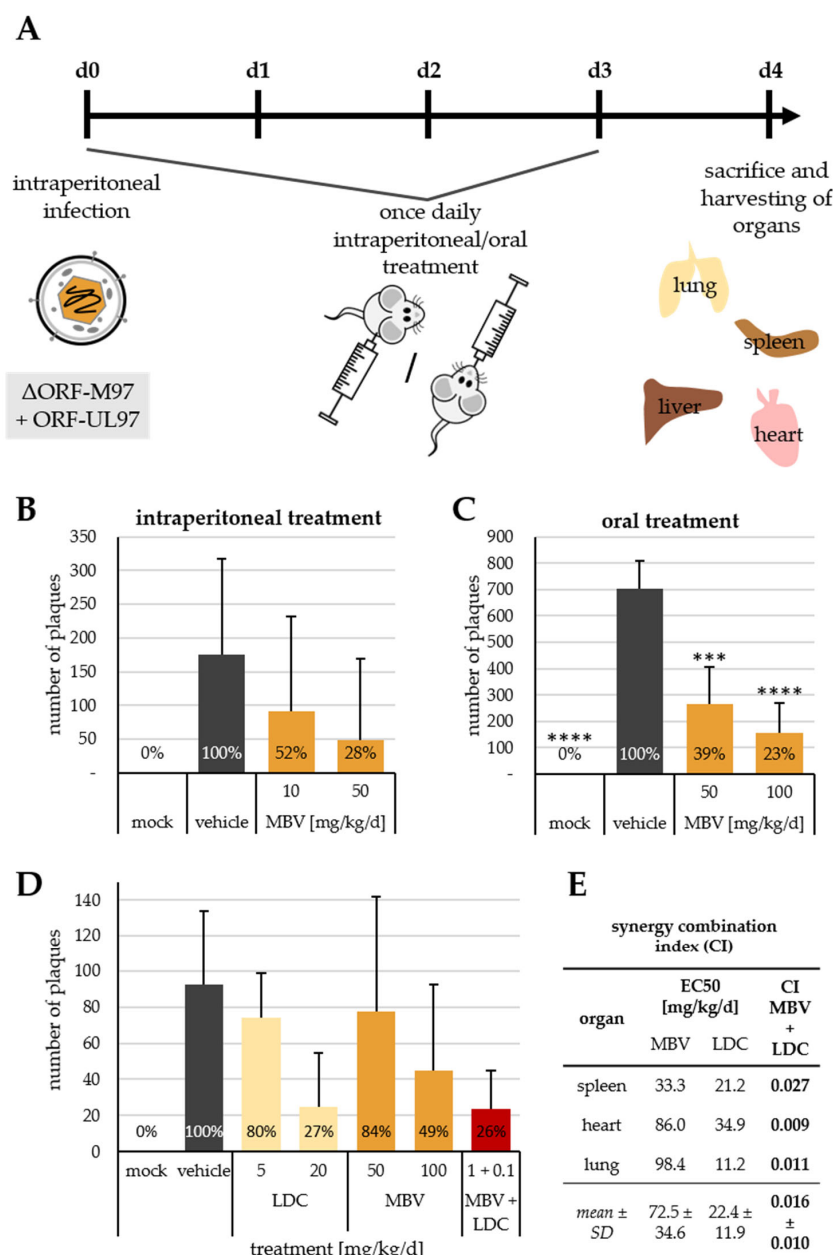 A
d0 d1 d2 d3 d4
intraperitoneal
infection
once daily
intraperitoneal/oral
treatment
sacrifice and
harvesting of
organs
lung
spleen
liver
heart
ΔORF-M97
+ ORF-UL97
B
intraperitoneal treatment
number of plaques
350
300
250
200
150
100
50
-
0% 100% 52% 28%
10 50
mock vehicle MBV [mg/kg/d]
C
oral treatment
number of plaques
900
800
700
600
500
400
300
200
100
-
***
****
****
0% 100% 39% 23%
50 100
mock vehicle MBV [mg/kg/d]
D
number of plaques
140
120
100
80
60
40
20
0
0% 100% 80% 27% 84% 49% 26%
mock vehicle 5 20 50 100 1 + 0.1
LDC MBV MBV +
LDC
treatment [mg/kg/d]
E
synergy combination
index (CI)
organ
EC50
[mg/kg/d]
MBV LDC
CI
MBV
+
LDC
spleen 33.3 21.2 0.027
heart 86.0 34.9 0.009
lung 98.4 11.2 0.011
mean ±
SD
72.5 ±
34.6
22.4 ±
11.9
0.016
±
0.010